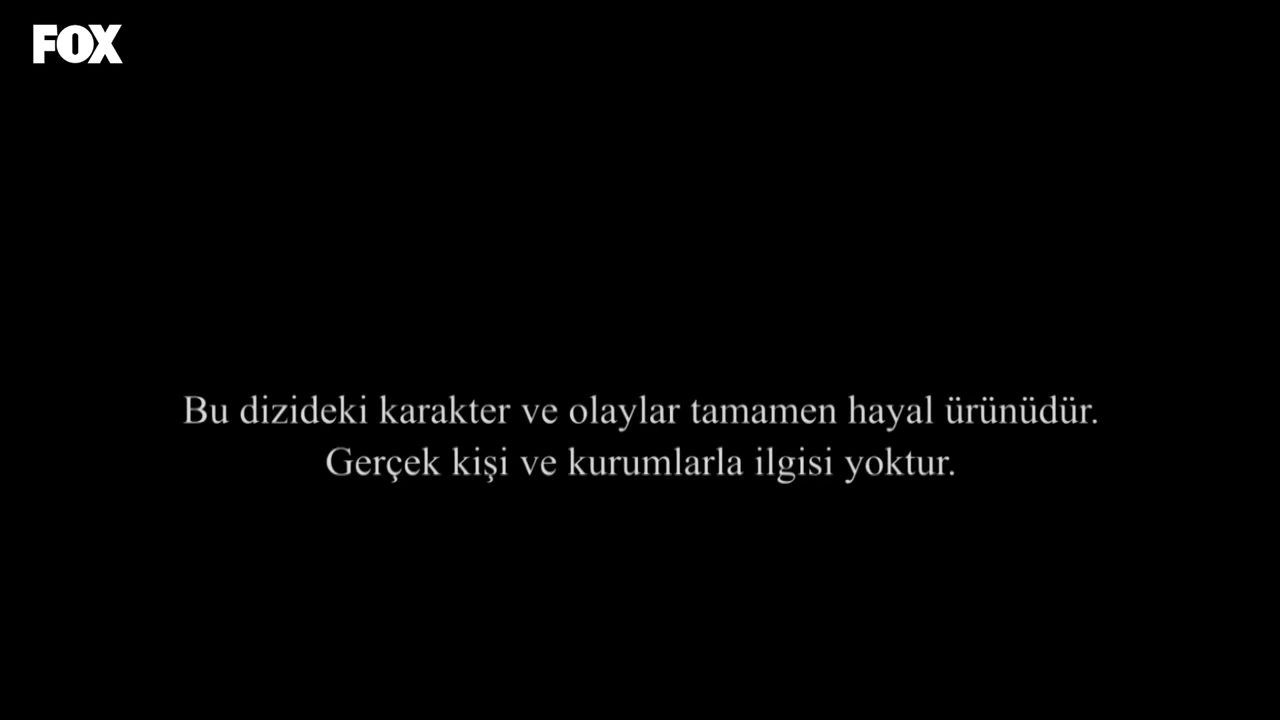 FOX
Bu dizideki karakter ve olaylar tamamen hayal ürünüdür.
Gerçek kişi ve kurumlarla ilgisi yoktur.